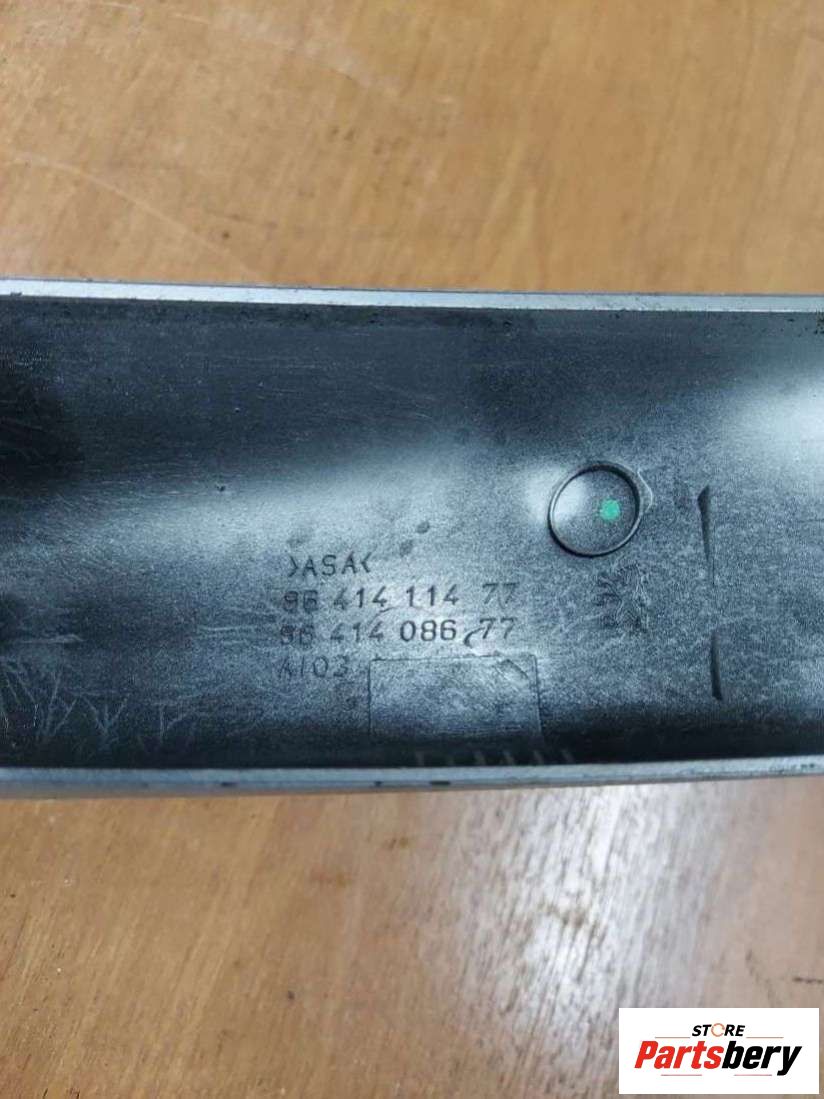 >ASA<
96 414 114 77
96 414 086 77
A103
STORE
Partsbery